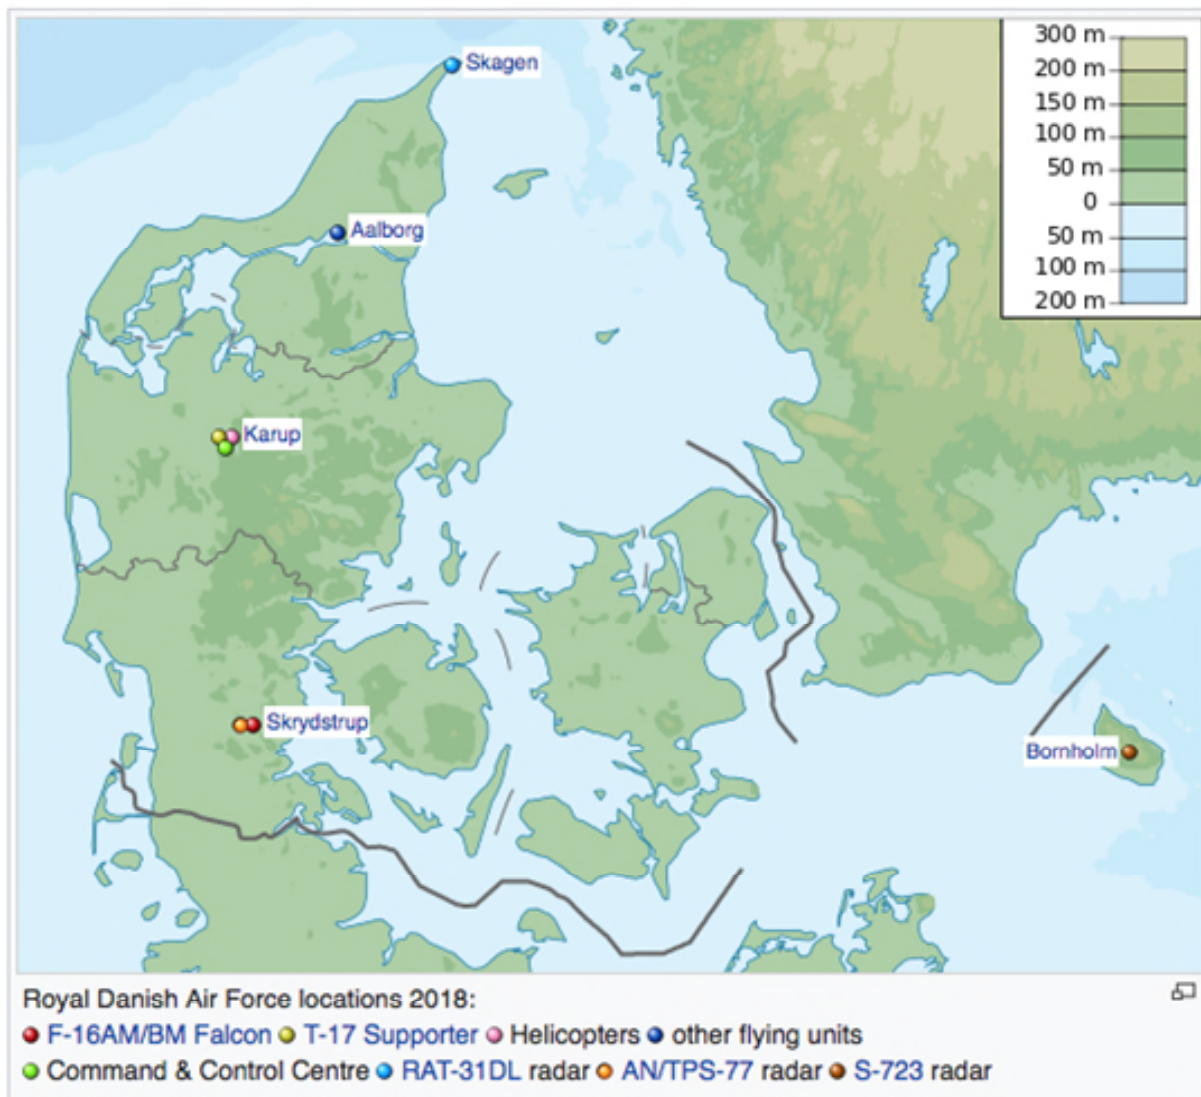 Skagen
300 m
200 m
150 m
100 m
50 m
0
50 m
100 m
200 m
Aalborg
Karup
Skrydstrup
Bornholm
Royal Danish Air Force locations 2018:
F-16AM/BM Falcon T-17 Supporter Helicopters other flying units
Command & Control Centre RAT-31DL radar AN/TPS-77 radar S-723 radar